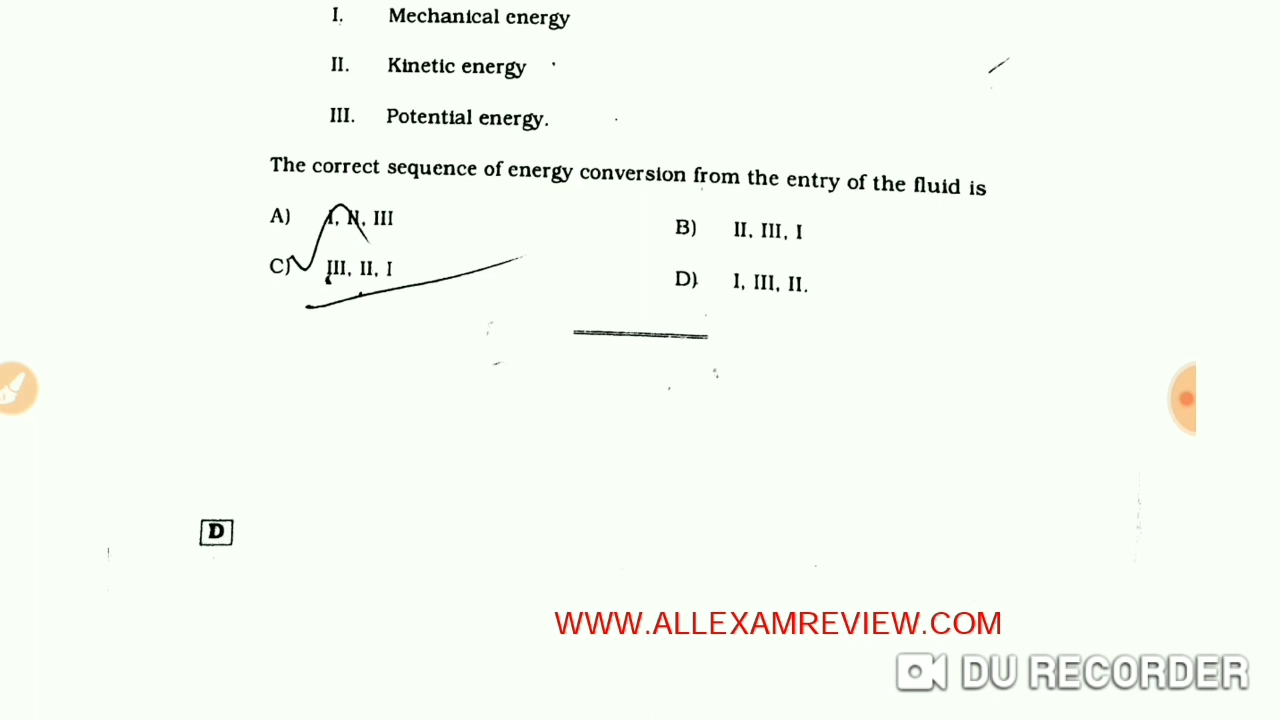 I. Mechanical energy
II. Kinetic energy
III. Potential energy.
The correct sequence of energy conversion from the entry of the fluid is
A) I, II, III
B) II, III, I
C) III, II, I
D) I, III, II.
D
WWW.ALLEXAMREVIEW.COM
DU RECORDER